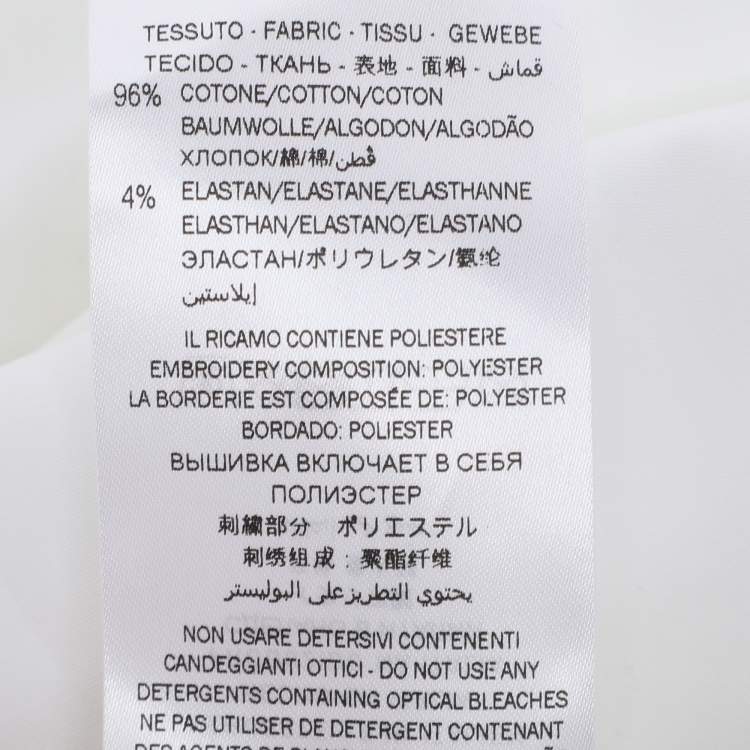 TESSUTO - FABRIC - TISSU - GEWEBE
TECIDO - ТКАНЬ - 表地 - 面料 - قماش
96% COTONE/COTTON/COTON
BAUMWOLLE/ALGODON/ALGODÃO
ХЛОПОК/綿/棉/قطن
4% ELASTAN/ELASTANE/ELASTHANNE
ELASTHAN/ELASTANO/ELASTANO
ЭЛАСТАН/ポリウレタン/氨纶
إيلاستين
IL RICAMO CONTIENE POLIESTERE
EMBROIDERY COMPOSITION: POLYESTER
LA BORDERIE EST COMPOSÉE DE: POLYESTER
BORDADO: POLIESTER
ВЫШИВКА ВКЛЮЧАЕТ В СЕБЯ
ПОЛИЭСТЕР
刺繍部分 ポリエステル
刺绣组成：聚酯纤维
يحتوي التطريز على البوليستر
NON USARE DETERSIVI CONTENENTI
CANDEGGIANTI OTTICI - DO NOT USE ANY
DETERGENTS CONTAINING OPTICAL BLEACHES
NE PAS UTILISER DE DETERGENT CONTENANT